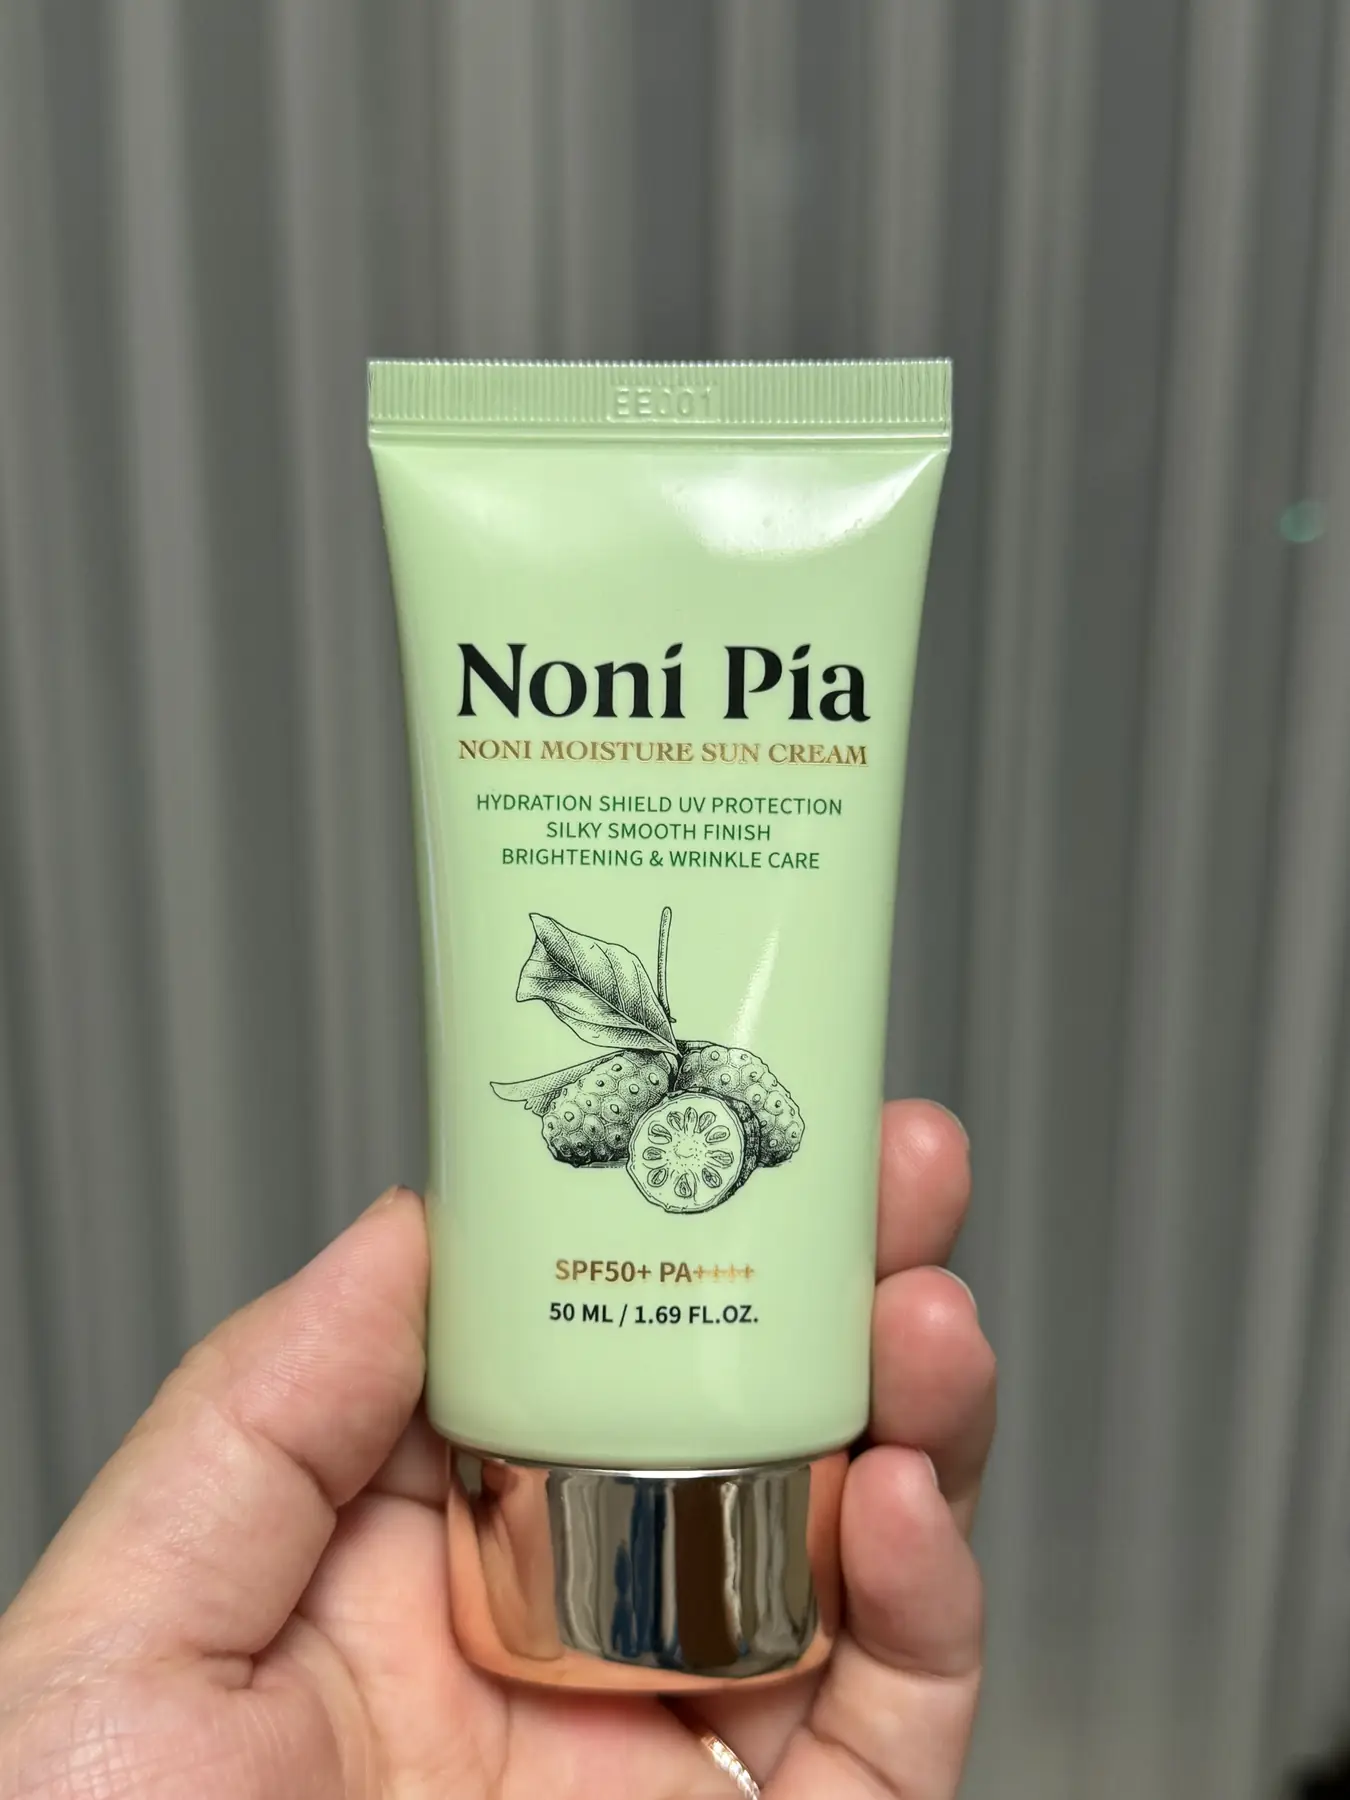 EE001
Noni Pia
NONI MOISTURE SUN CREAM
HYDRATION SHIELD UV PROTECTION
SILKY SMOOTH FINISH
BRIGHTENING & WRINKLE CARE
SPF50+ PA++++
50 ML / 1.69 FL.OZ.